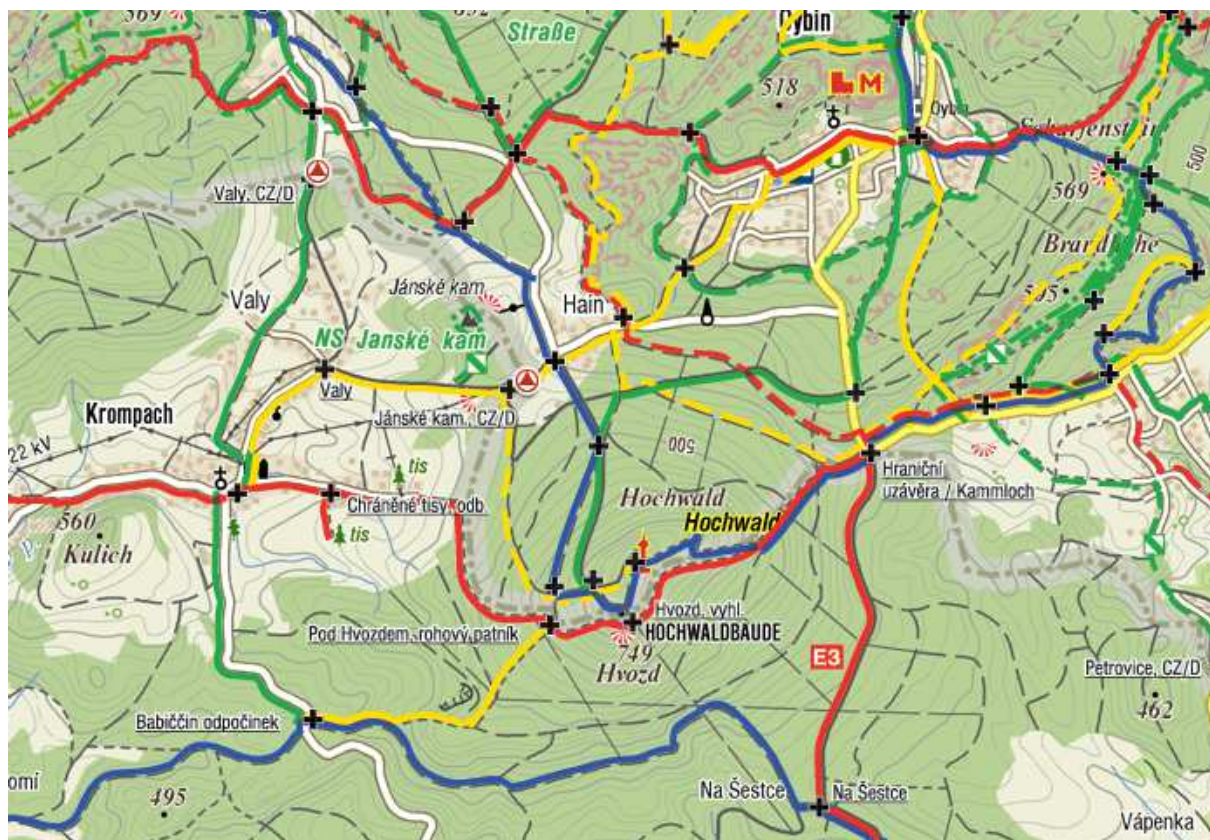 569
Straße
Oybin
518
M
Oybin
Scharfenstein
569
500
Valy, CZ/D
Brandhöhe
595
Valy
Jánské kam
Hain
NS Janské kam
Valy
Krompach
Jánské kam., CZ/D
22 kV
500
tis
Hraniční
uzávěra / Kammloch
Chráněné tisy, odb
Hochwald
Hochwald
560
Kulich
tis
Hvozd, vyhl.
HOCHWALDBAUDE
Pod Hvozdem, rohový patník
749
Hvozd
E3
Petrovice, CZ/D
462
Babiččin odpočinek
omí
495
Na Šestce
Na Šestce
Vápenka